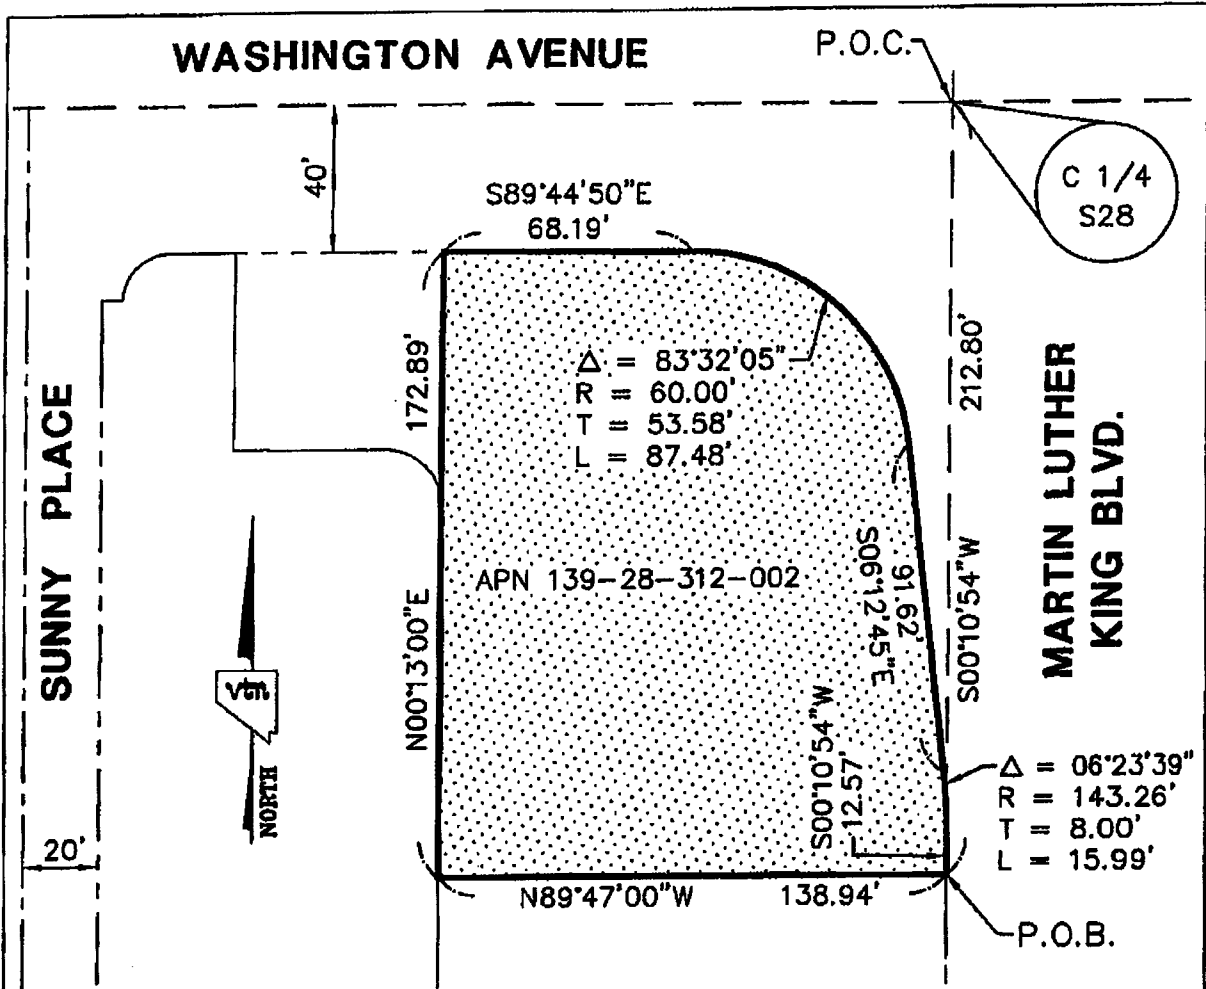 WASHINGTON AVENUE
P.O.C.
C 1/4
S28
40'
S89°44'50"E
68.19'
172.89'
Δ = 83°32'05"
R = 60.00'
T = 53.58'
L = 87.48'
212.80'
SUNNY PLACE
MARTIN LUTHER
KING BLVD.
APN 139-28-312-002
91.62'
S06°12'45"E
S00°10'54"W
N00°13'00"E
vtn
NORTH
S00°10'54"W
12.57'
Δ = 06°23'39"
R = 143.26'
T = 8.00'
L = 15.99'
20'
N89°47'00"W 138.94'
P.O.B.